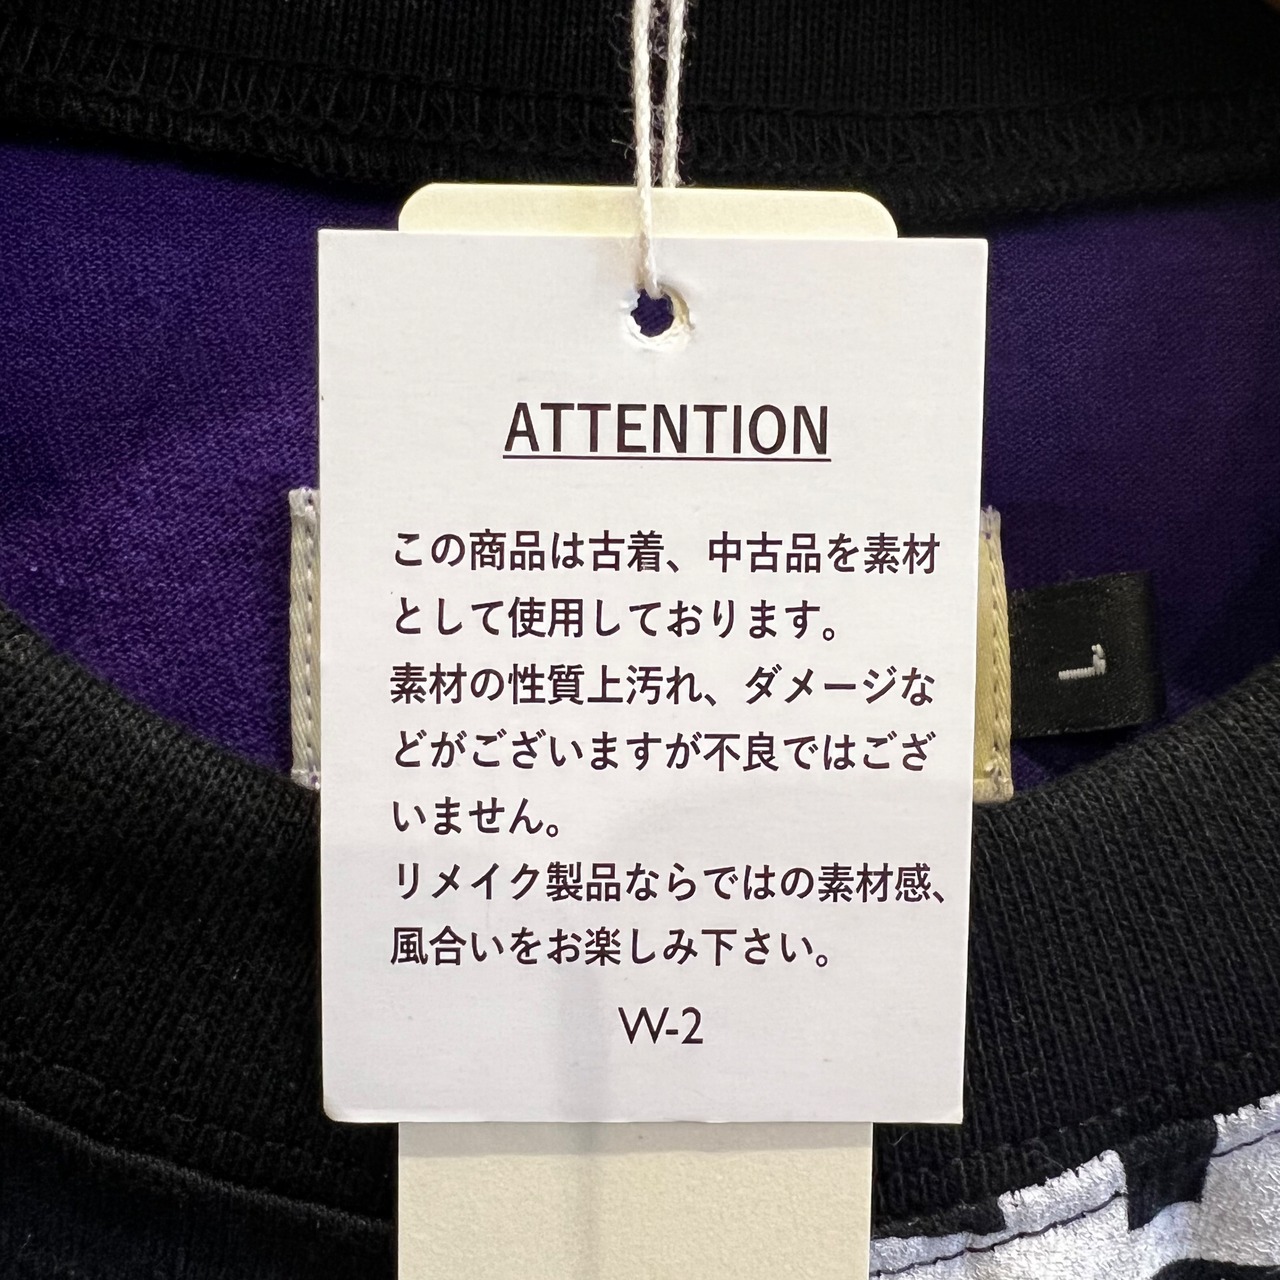 ATTENTION
この商品は古着、中古品を素材
として使用しております。
素材の性質上汚れ、ダメージな
どがございますが不良ではござ
いません。
リメイク製品ならではの素材感、
風合いをお楽しみ下さい。
W-2
L